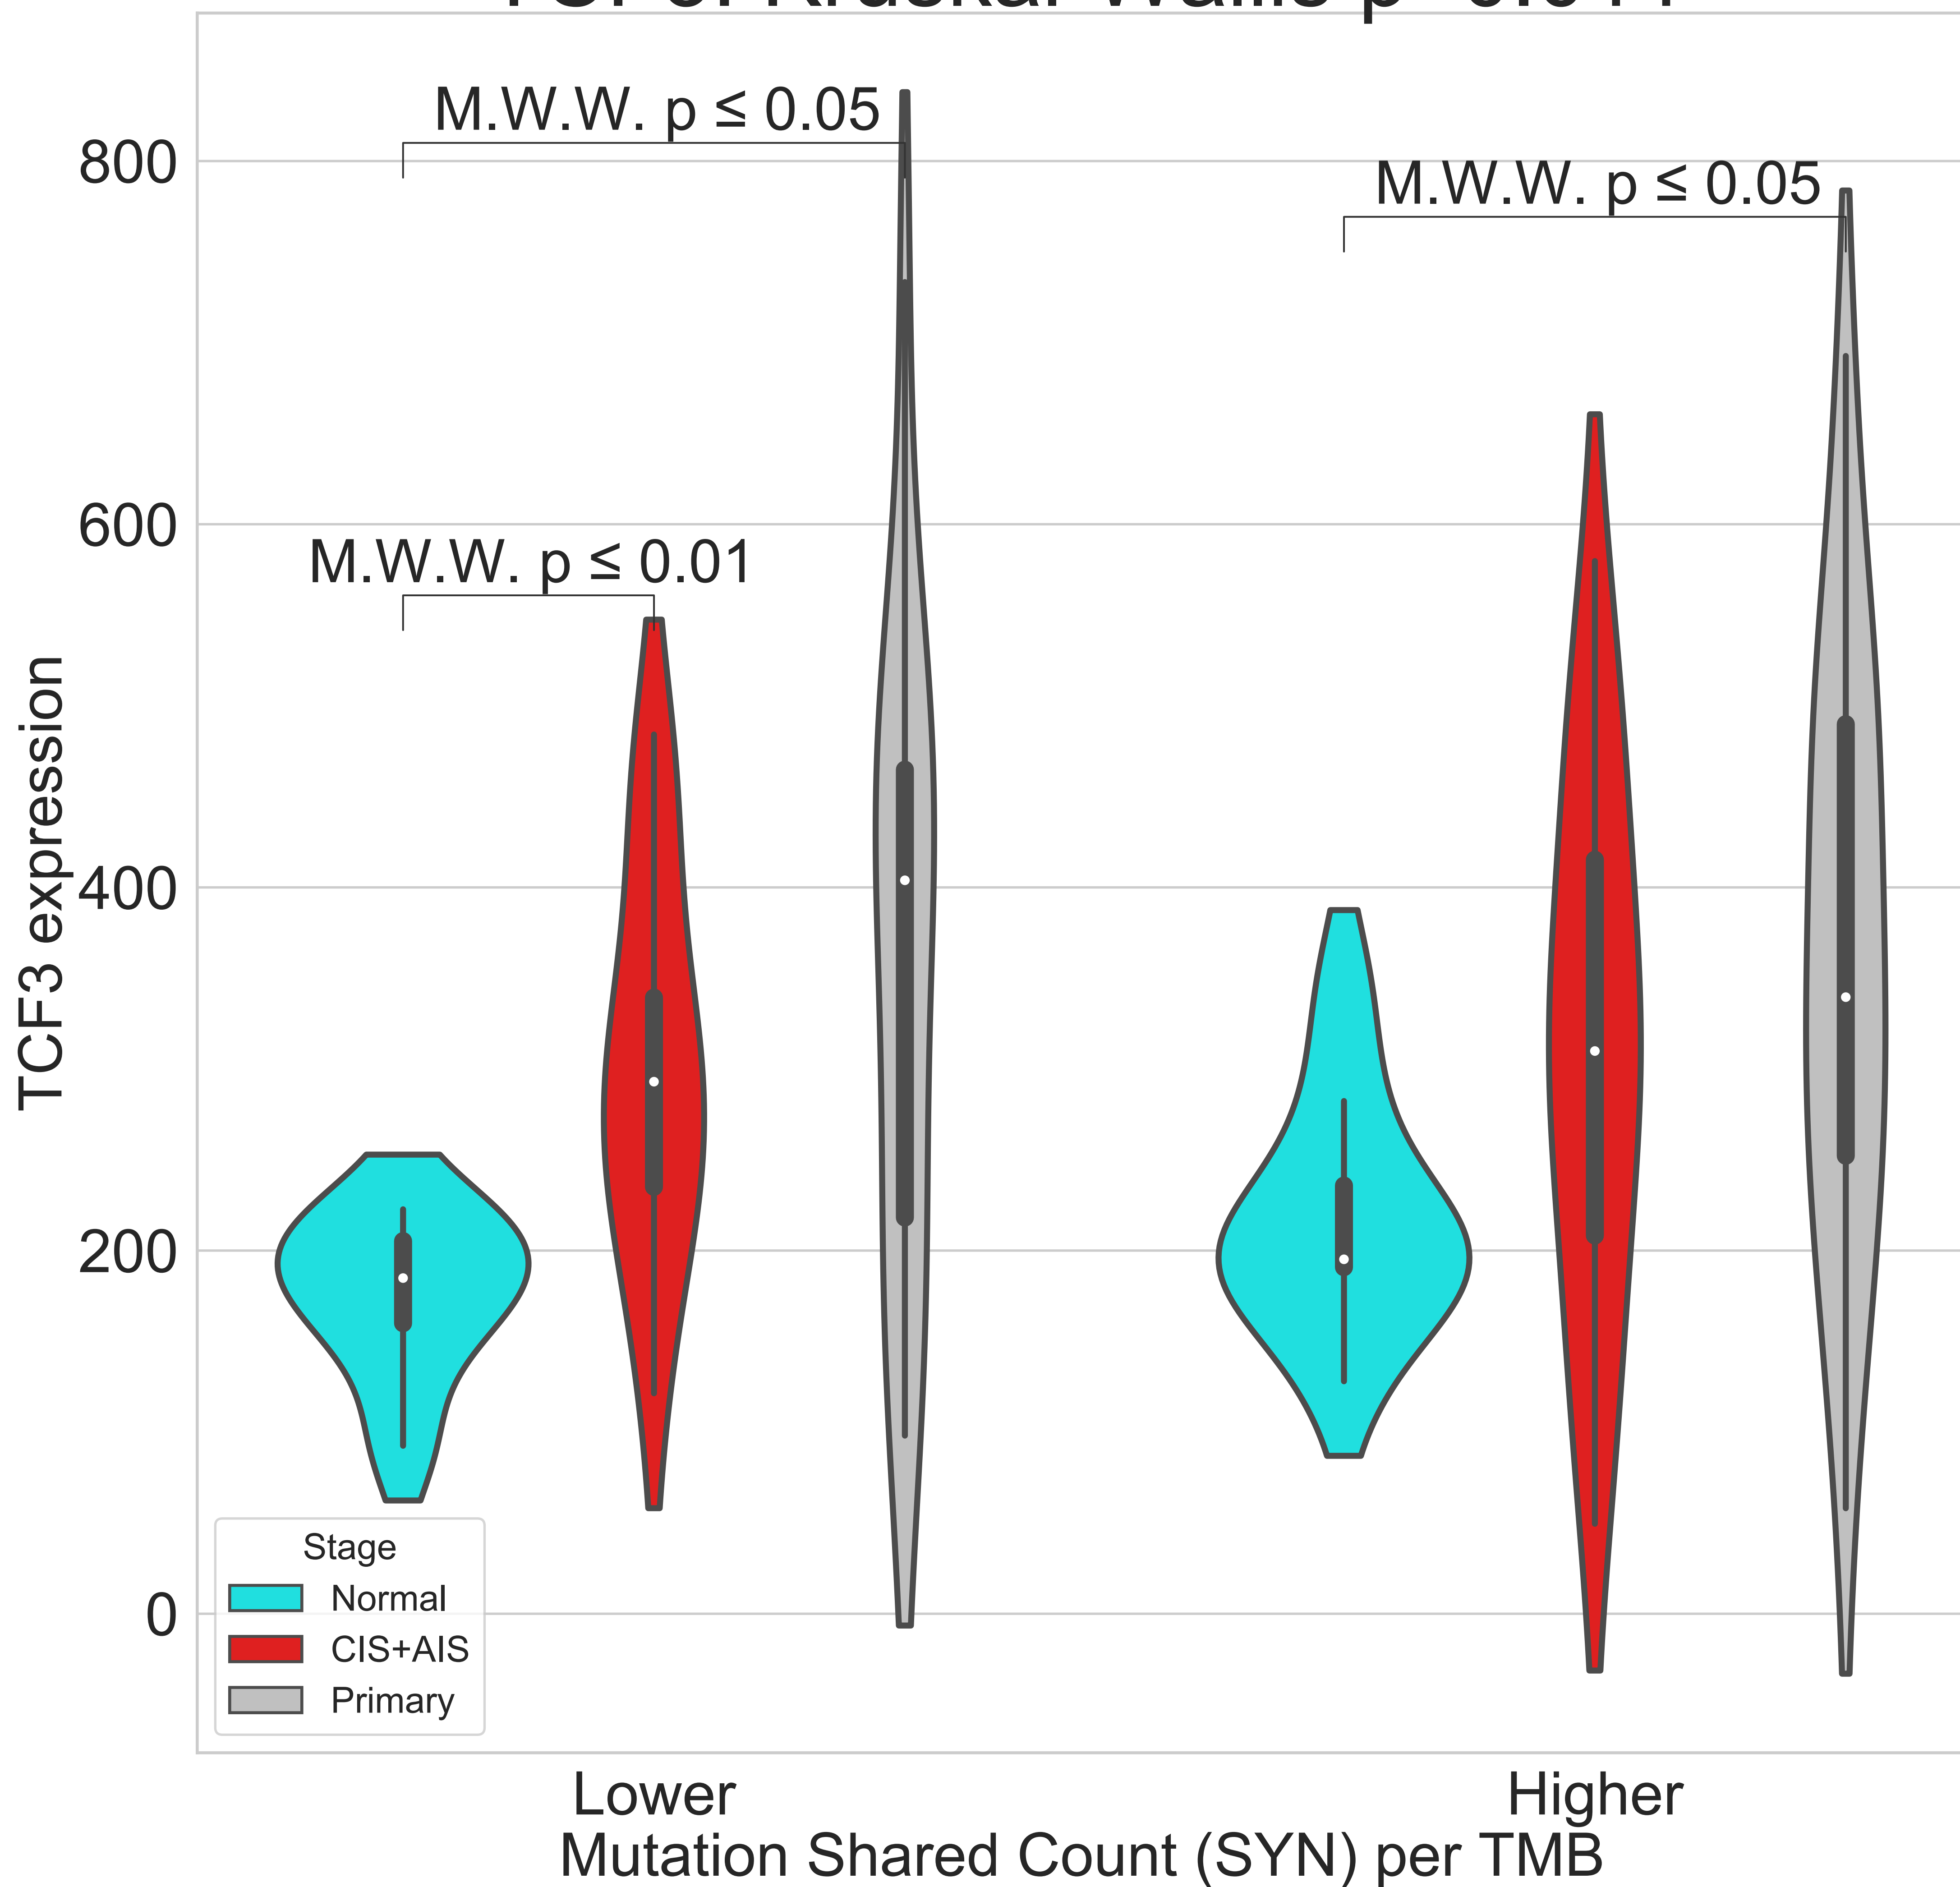 M.W.W. p ≤ 0.05
800
M.W.W. p ≤ 0.05
600
M.W.W. p ≤ 0.01
TCF3 expression
400
200
0
Stage
Normal
CIS+AIS
Primary
Lower
Higher
Mutation Shared Count (SYN) per TMB